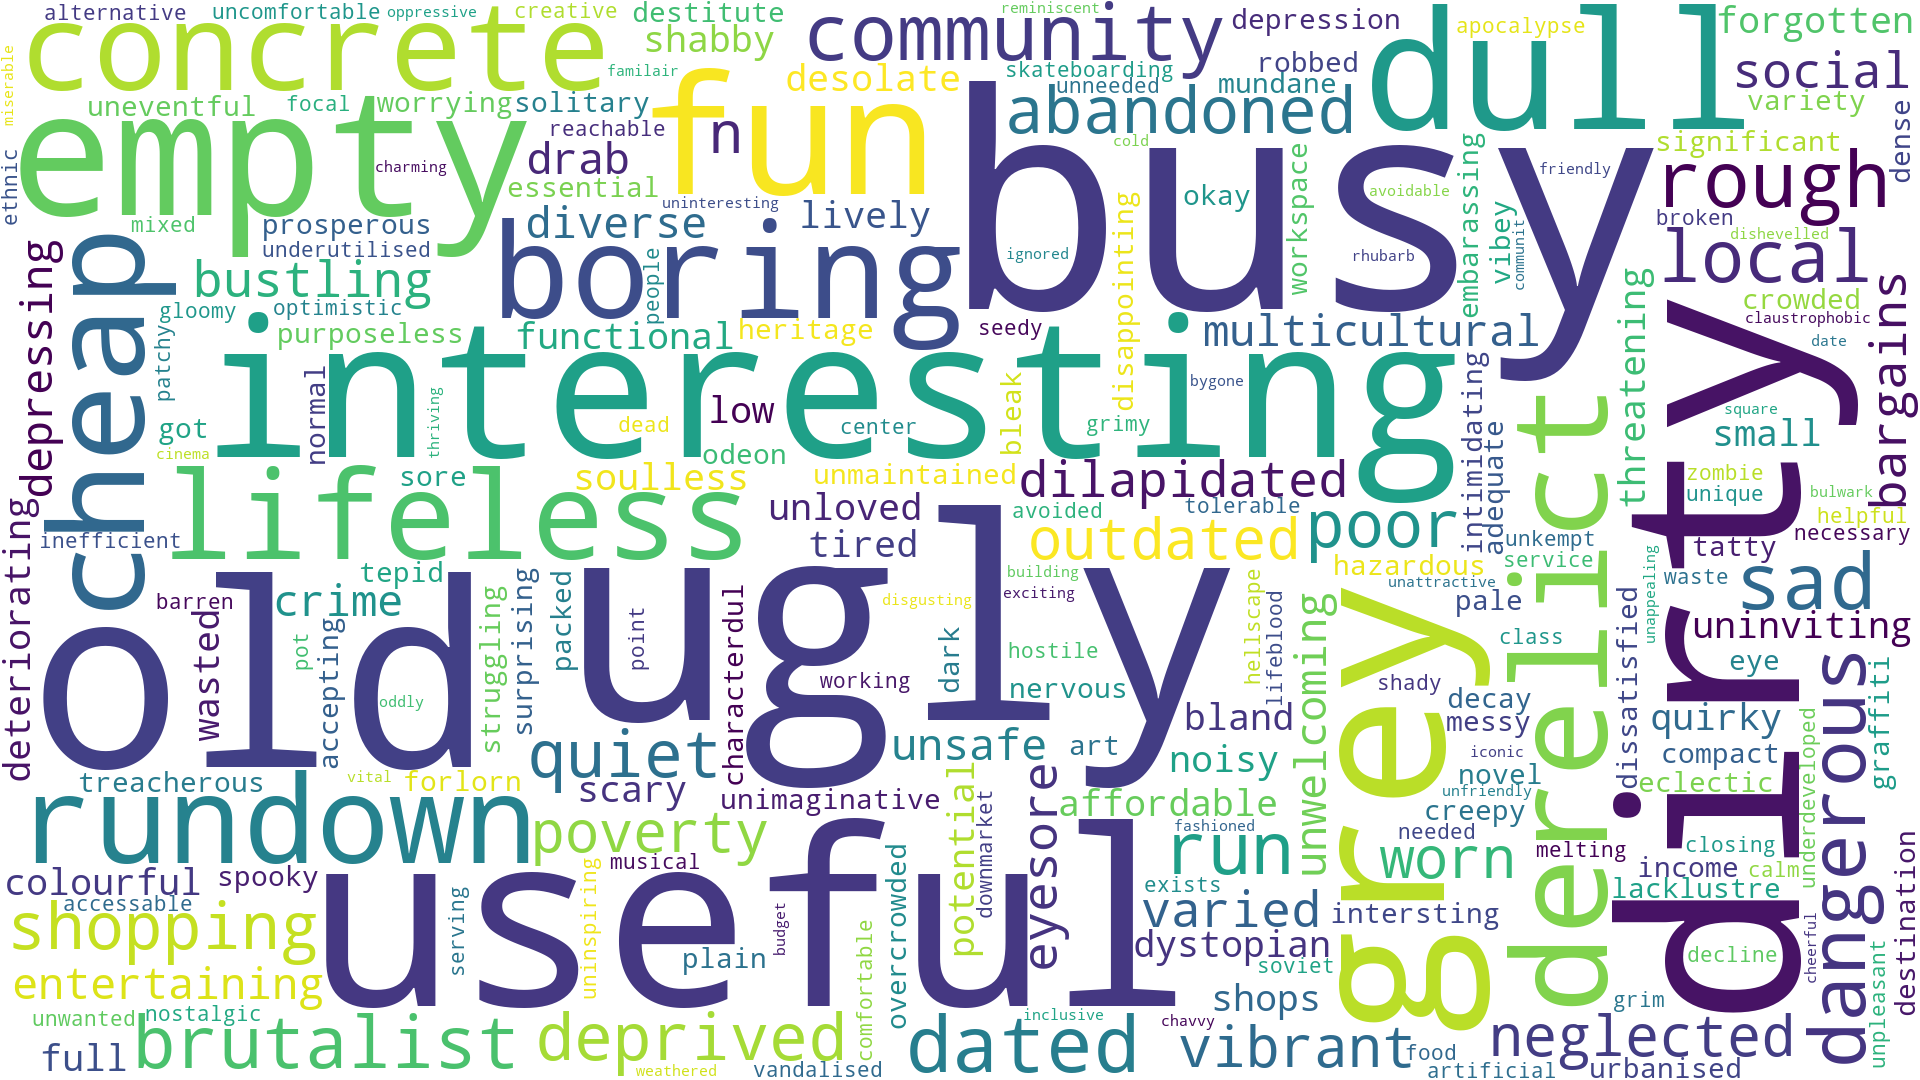 alternative
uncomfortable
oppressive
creative
destitute
reminiscent
community
depression
apocalypse
forgotten
concrete
shabby
miserable
familair
desolate
skateboarding
robbed
dull
social
uneventful
focal
worrying
solitary
fun
unneeded
mundane
variety
empty
reachable
n
abandoned
busy
significant
dense
ethnic
charming
drab
cold
rough
essential
uninteresting
okay
avoidable
friendly
workspace
embarassing
mixed
prosperous
diverse
lively
vibey
broken
dishevelled
underutilised
boring
ignored
disappointing
rhubarb
communit
local
depressing
cheap
bustling
people
threatening
crowded
bargains
gloomy
optimistic
claustrophobic
patchy
purposeless
functional
heritage
seedy
multicultural
date
interesting
normal
thriving
low
bleak
bygone
intimidating
square
got
dead
center
grimy
small
cinema
odeon
adequate
derelict
dirty
sore
soulless
unmaintained
dilapidated
zombie
lifeless
unloved
avoided
tolerable
poor
unique
bulwark
deteriorating
inefficient
tired
outdated
unkempt
tatty
helpful
necessary
tepid
surprising
packed
building
hazardous
service
unappealing
waste
sad
barren
crime
struggling
ugly
disgusting
exciting
unattractive
pale
old
wasted
pot
accepting
point
characterful
dark
hostile
hellscape
lifeblood
unwelcoming
grey
class
dissatisfied
uninviting
eye
oddly
working
nervous
shady
decay
dangerous
graffiti
quiet
unsafe
art
bland
messy
quirky
treacherous
vital
forlorn
scary
noisy
iconic
compact
rundown
unimaginative
potential
eyesore
downmarket
affordable
novel
unfriendly
creepy
eclectic
underdeveloped
poverty
fashioned
needed
colourful
spooky
musical
useful
run
worn
melting
closing
income
calm
destination
accessable
uninspiring
overcrowded
exists
lacklustre
shopping
serving
budget
comfortable
varied
intersting
cheerful
plain
dystopian
decline
unpleasant
entertaining
soviet
shops
grim
unwanted
nostalgic
inclusive
chavvy
full
brutalist
deprived
dated
vibrant
food
neglected
weathered
vandalised
artificial
urbanised